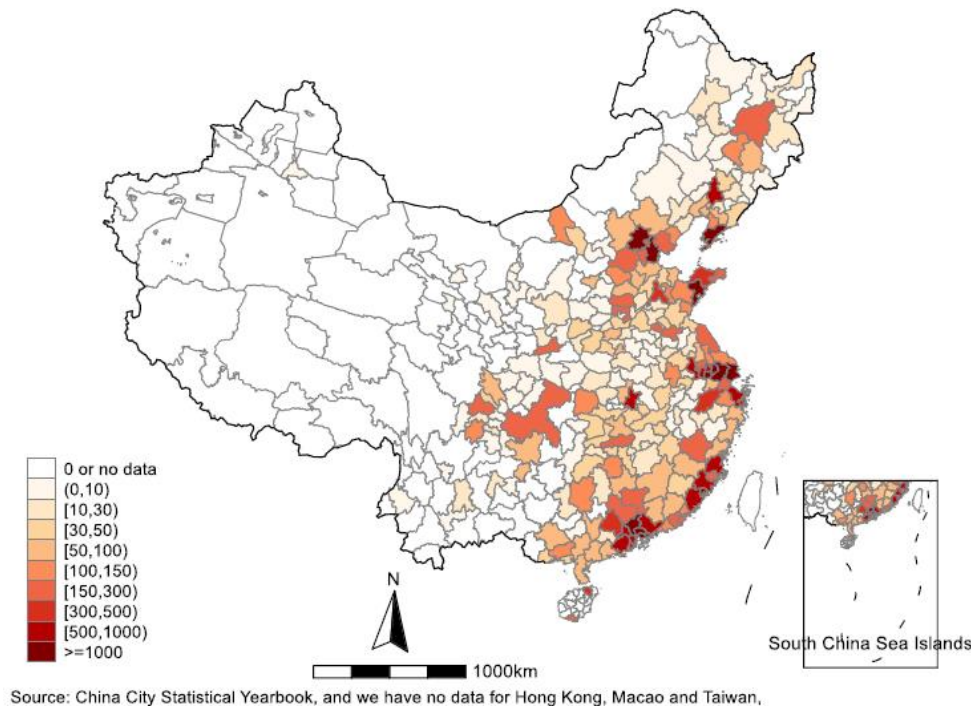 0 or no data
(0,10)
[10,30)
[30,50)
[50,100)
[100,150)
[150,300)
[300,500)
[500,1000)
>=1000
N
1000km
South China Sea Islands
Source: China City Statistical Yearbook, and we have no data for Hong Kong, Macao and Taiwan,